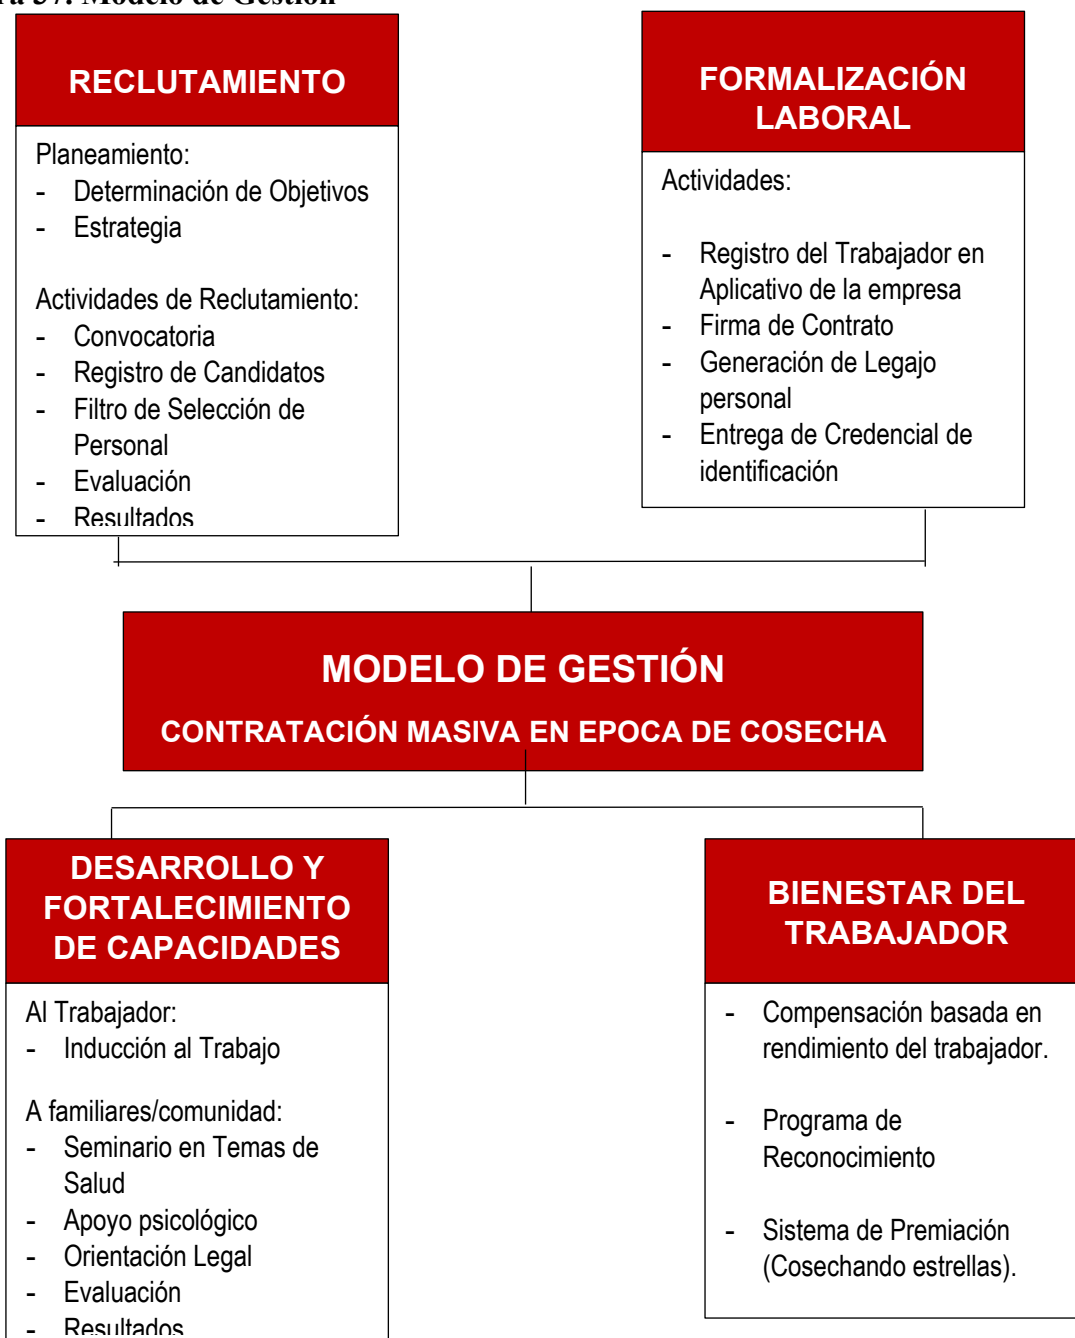 37. Modelo de Gestión
RECLUTAMIENTO
Planeamiento:
- Determinación de Objetivos
- Estrategia
Actividades de Reclutamiento:
- Convocatoria
- Registro de Candidatos
- Filtro de Selección de
Personal
- Evaluación
- Resultados
FORMALIZACIÓN
LABORAL
Actividades:
- Registro del Trabajador en
Aplicativo de la empresa
- Firma de Contrato
- Generación de Legajo
personal
- Entrega de Credencial de
identificación
MODELO DE GESTIÓN
CONTRATACIÓN MASIVA EN EPOCA DE COSECHA
DESARROLLO Y
FORTALECIMIENTO
DE CAPACIDADES
Al Trabajador:
- Inducción al Trabajo
A familiares/comunidad:
- Seminario en Temas de
Salud
- Apoyo psicológico
- Orientación Legal
- Evaluación
- Resultados
BIENESTAR DEL
TRABAJADOR
- Compensación basada en
rendimiento del trabajador.
- Programa de
Reconocimiento
- Sistema de Premiación
(Cosechando estrellas).